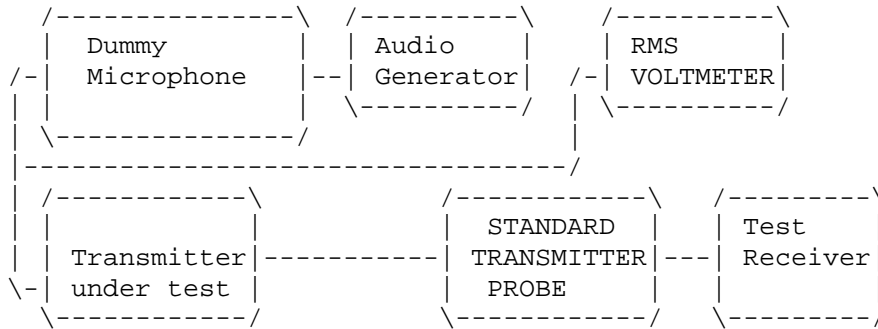 Dummy Microphone
Audio Generator
RMS VOLTMETER
Transmitter under test
STANDARD TRANSMITTER PROBE
Test Receiver